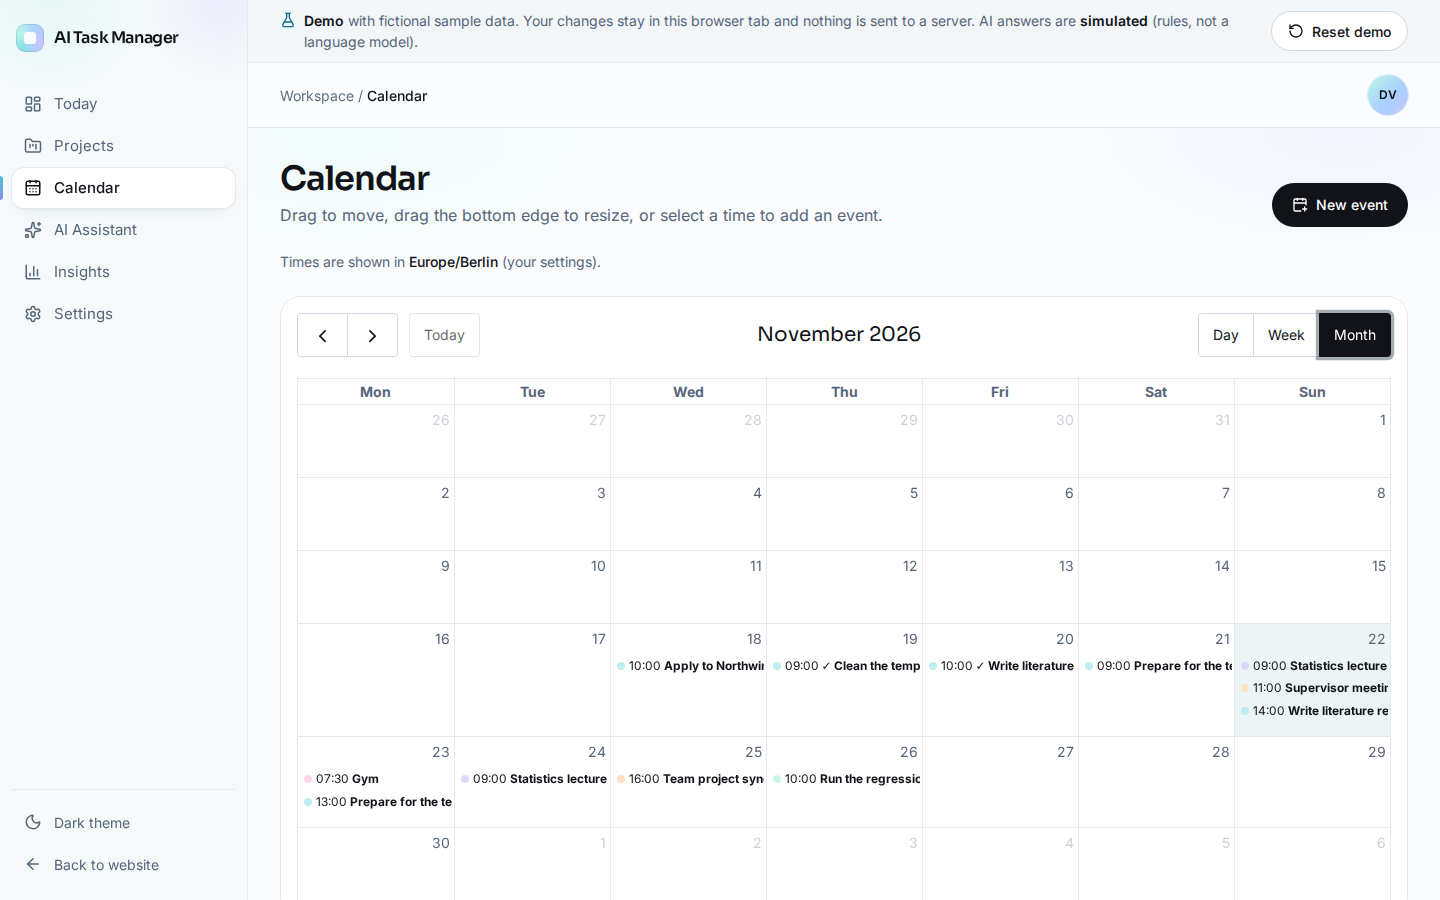 AI Task Manager
Today
Projects
Calendar
AI Assistant
Insights
Settings
Dark theme
Back to website
Demo with fictional sample data. Your changes stay in this browser tab and nothing is sent to a server. AI answers are simulated (rules, not a
language model).
Reset demo
Workspace / Calendar
DV
Calendar
Drag to move, drag the bottom edge to resize, or select a time to add an event.
New event
Times are shown in Europe/Berlin (your settings).
Today
November 2026
Day Week Month
Mon Tue Wed Thu Fri Sat Sun
26 27 28 29 30 31 1
2 3 4 5 6 7 8
9 10 11 12 13 14 15
16 17 18 19 20 21 22
10:00 Apply to Northwin
09:00 ✓ Clean the temp
10:00 ✓ Write literature
09:00 Prepare for the te
09:00 Statistics lecture
11:00 Supervisor meetin
14:00 Write literature re
23 24 25 26 27 28 29
07:30 Gym
13:00 Prepare for the te
09:00 Statistics lecture
16:00 Team project syn
10:00 Run the regressio
30 1 2 3 4 5 6